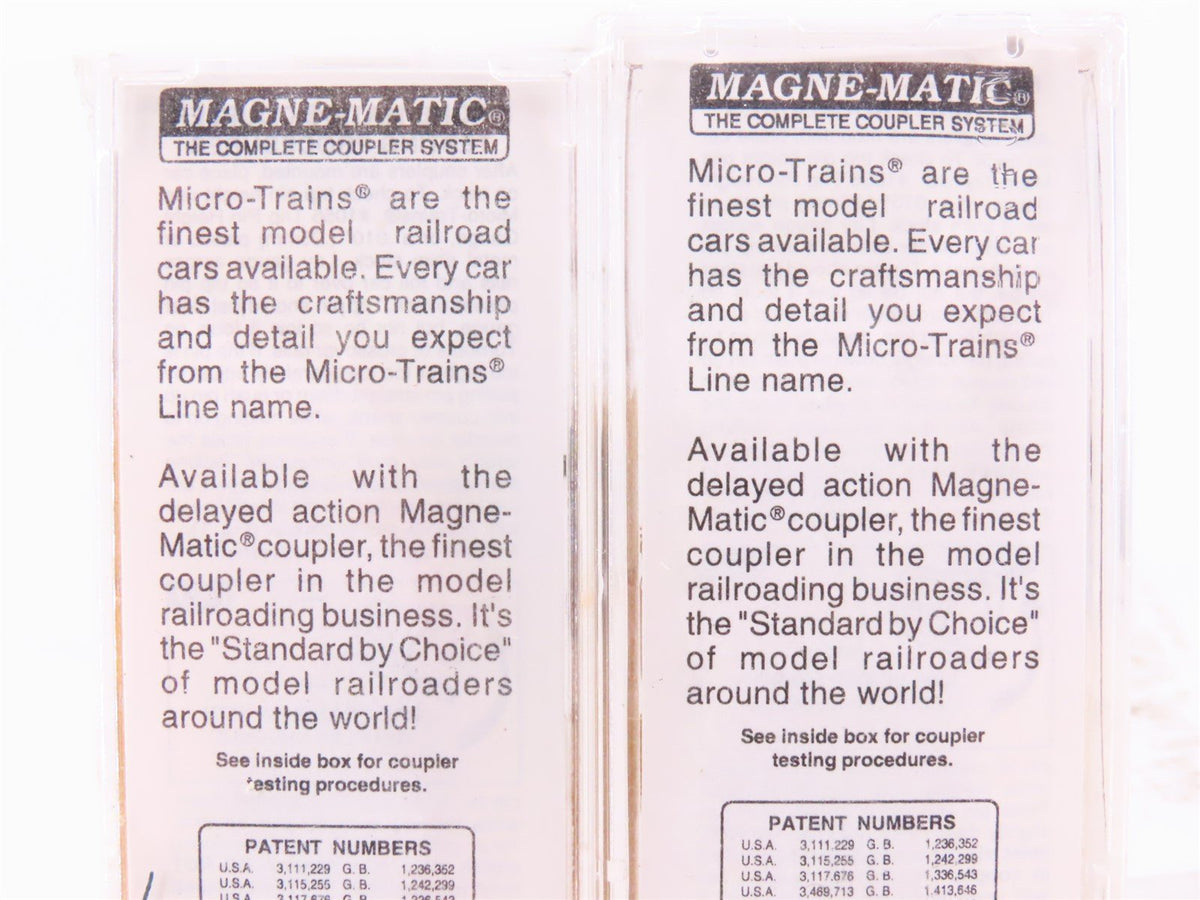 MAGNE-MATIC®
THE COMPLETE COUPLER SYSTEM
Micro-Trains® are the
finest model railroad
cars available. Every car
has the craftsmanship
and detail you expect
from the Micro-Trains®
Line name.
Available with the
delayed action Magne-
Matic® coupler, the finest
coupler in the model
railroading business. It's
the "Standard by Choice"
of model railroaders
around the world!
See inside box for coupler
testing procedures.
PATENT NUMBERS
U.S.A. 3,111,229 G. B. 1,236,352
U.S.A. 3,115,255 G. B. 1,242,299
U.S.A. 3,117,676 G. B.
MAGNE-MATIC®
THE COMPLETE COUPLER SYSTEM
Micro-Trains® are the
finest model railroad
cars available. Every car
has the craftsmanship
and detail you expect
from the Micro-Trains®
Line name.
Available with the
delayed action Magne-
Matic® coupler, the finest
coupler in the model
railroading business. It's
the "Standard by Choice"
of model railroaders
around the world!
See inside box for coupler
testing procedures.
PATENT NUMBERS
U.S.A. 3,111,229 G. B. 1,236,352
U.S.A. 3,115,255 G. B. 1,242,299
U.S.A. 3,117,676 G. B. 1,336,543
U.S.A. 3,469,713 G. B. 1,413,646